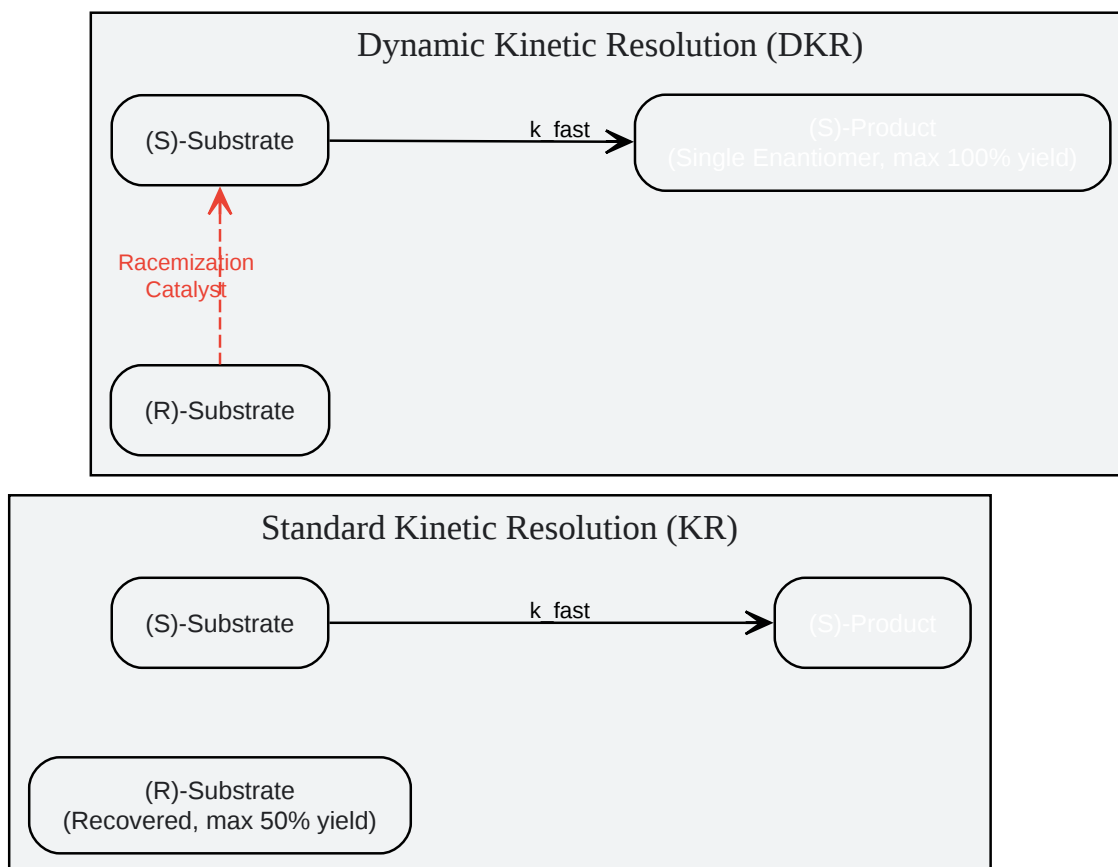 Dynamic Kinetic Resolution (DKR)
(S)-Substrate
k_fast
(S)-Product
(Single Enantiomer, max 100% yield)
Racemization
Catalyst
(R)-Substrate
Standard Kinetic Resolution (KR)
(S)-Substrate
k_fast
(S)-Product
(R)-Substrate
(Recovered, max 50% yield)